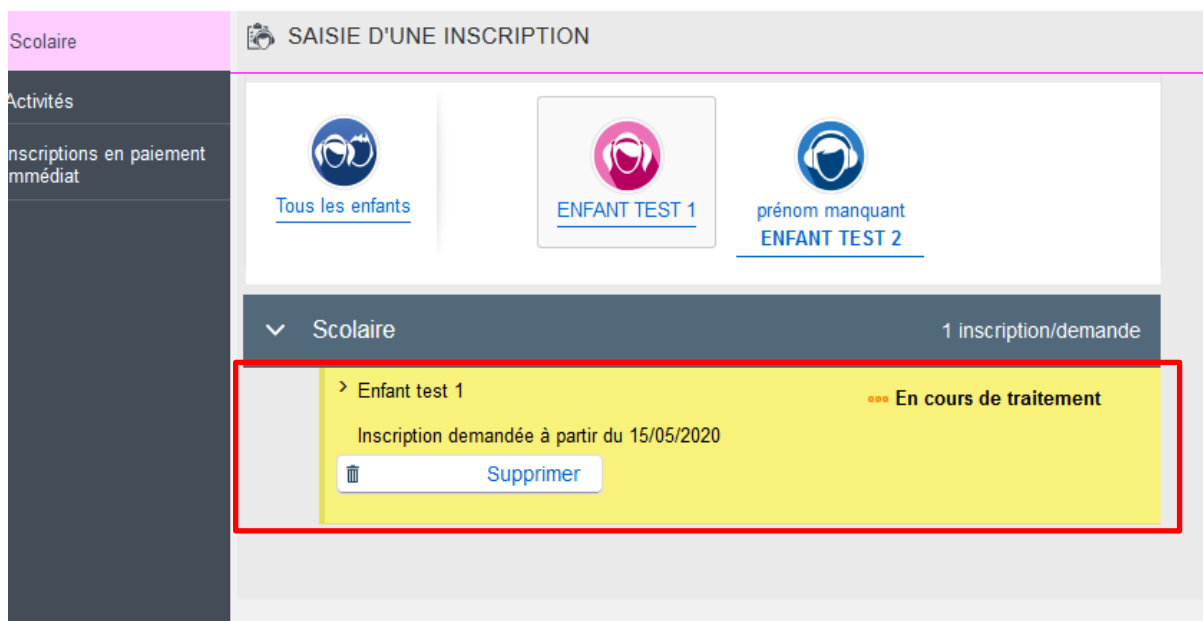 Scolaire
Activités
nscriptions en paiement
mmédiat
SAISIE D'UNE INSCRIPTION
Tous les enfants
ENFANT TEST 1
prénom manquant
ENFANT TEST 2
Scolaire
1 inscription/demande
Enfant test 1
En cours de traitement
Inscription demandée à partir du 15/05/2020
Supprimer